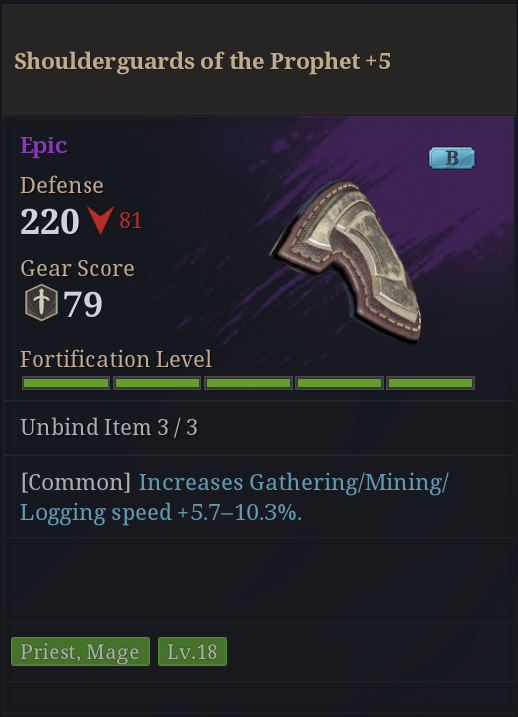 Shoulderguards of the Prophet +5
Epic
B
Defense
220 81
Gear Score
79
Fortification Level
Unbind Item 3 / 3
[Common] Increases Gathering/Mining/
Logging speed +5.7–10.3%.
Priest, Mage Lv.18